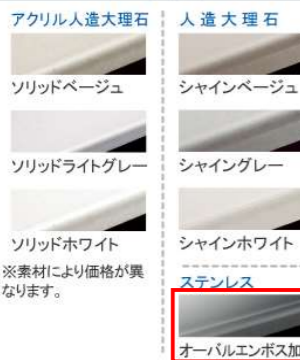 アクリル人造大理石
ソリッドベージュ
ソリッドライトグレー
ソリッドホワイト
※素材により価格が異
なります。
人造大理石
シャインベージュ
シャイングレー
シャインホワイト
ステンレス
オーバルエンボス加